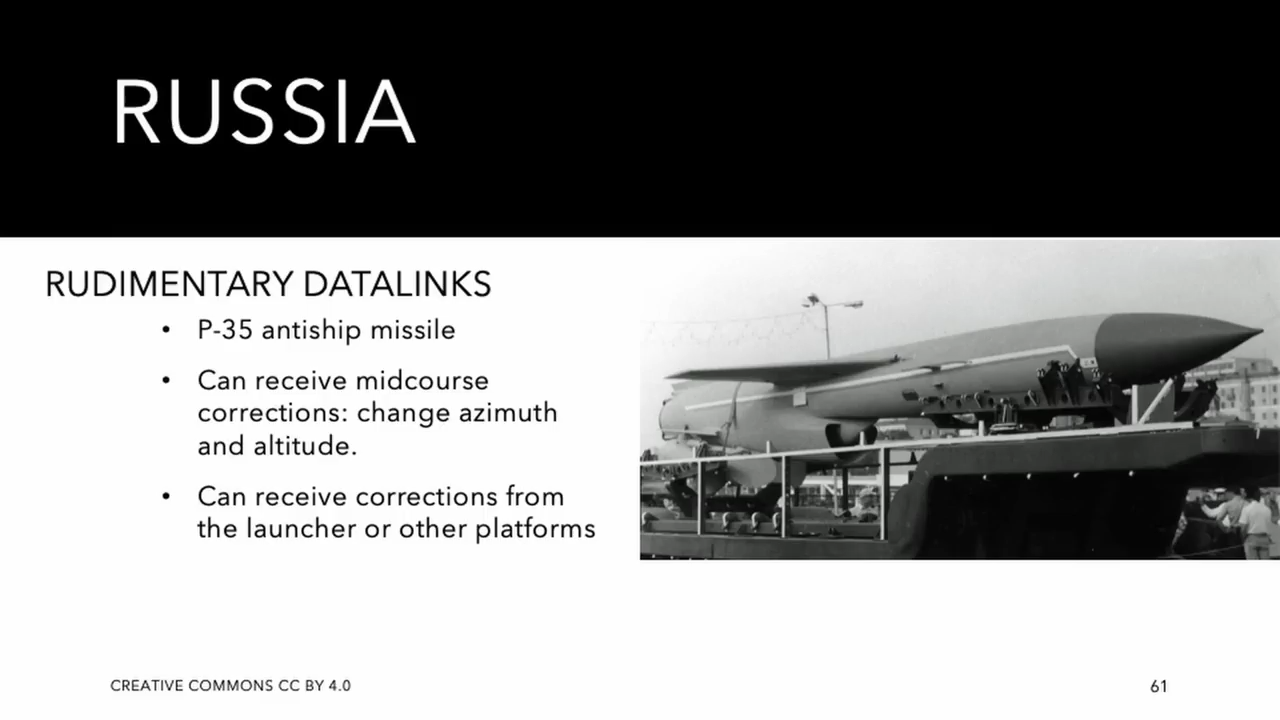 RUSSIA
RUDIMENTARY DATALINKS
• P-35 antiship missile
• Can receive midcourse
corrections: change azimuth
and altitude.
• Can receive corrections from
the launcher or other platforms
CREATIVE COMMONS CC BY 4.0
61